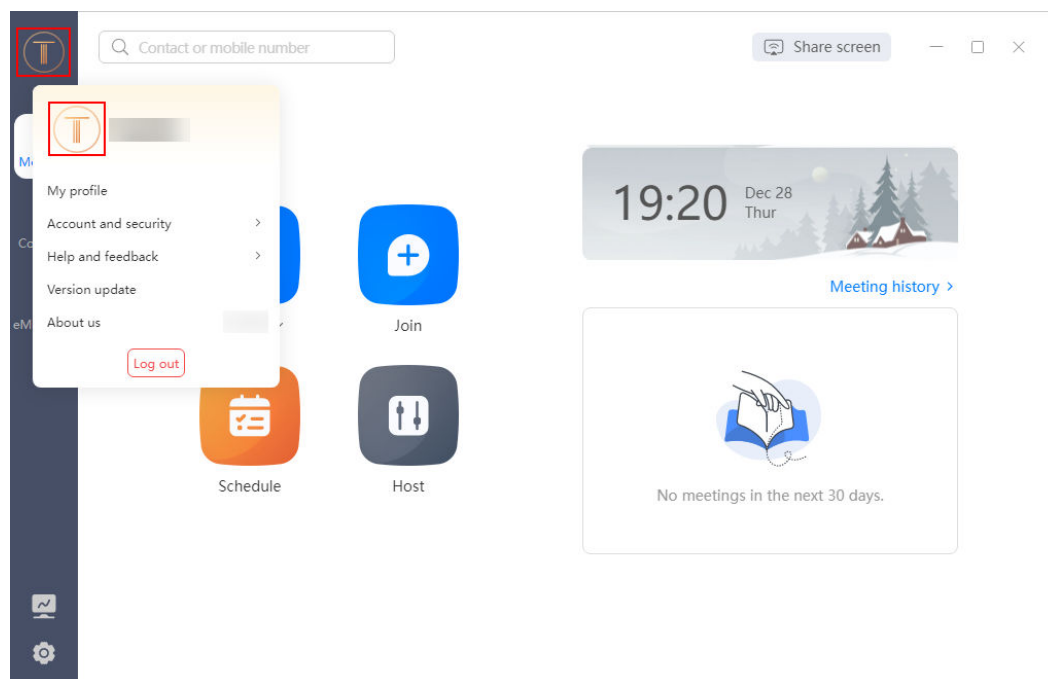 Contact or mobile number
Share screen
My profile
Account and security
Help and feedback
Version update
About us
Log out
Join
Schedule
Host
19:20
Dec 28
Thur
Meeting history
No meetings in the next 30 days.